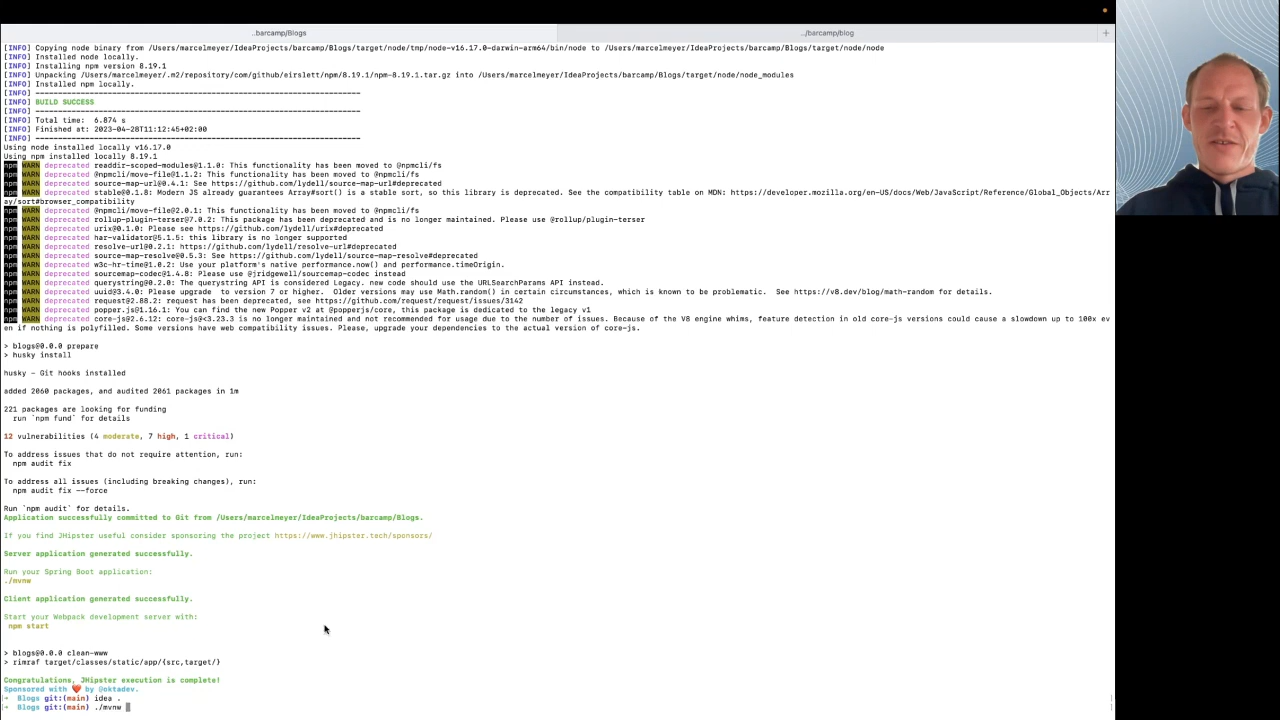 ..barcamp/Blogs
../barcamp/blog
+
[INFO] Copying node binary from /Users/marcelmeyer/IdeaProjects/barcamp/Blogs/target/node/tmp/node-v16.17.0-darwin-arm64/bin/node to /Users/marcelmeyer/IdeaProjects/barcamp/Blogs/target/node/node
[INFO] Installed node locally.
[INFO] Installing npm version 8.19.1
[INFO] Unpacking /Users/marcelmeyer/.m2/repository/com/github/eirslett/npm/8.19.1/npm-8.19.1.tar.gz into /Users/marcelmeyer/IdeaProjects/barcamp/Blogs/target/node/node_modules
[INFO] Installed npm locally.
[INFO] ------------------------------------------------------------------------
[INFO] BUILD SUCCESS
[INFO] ------------------------------------------------------------------------
[INFO] Total time:  6.874 s
[INFO] Finished at: 2023-04-28T11:12:45+02:00
[INFO] ------------------------------------------------------------------------
Using node installed locally v16.17.0
Using npm installed locally 8.19.1
npm WARN deprecated readdir-scoped-modules@1.1.0: This functionality has been moved to @npmcli/fs
npm WARN deprecated @npmcli/move-file@1.1.2: This functionality has been moved to @npmcli/fs
npm WARN deprecated source-map-url@0.4.1: See https://github.com/lydell/source-map-url#deprecated
npm WARN deprecated stable@0.1.8: Modern JS already guarantees Array#sort() is a stable sort, so this library is deprecated. See the compatibility table on MDN: https://developer.mozilla.org/en-US/docs/Web/JavaScript/Reference/Global_Objects/Arr
ay/sort#browser_compatibility
npm WARN deprecated @npmcli/move-file@2.0.1: This functionality has been moved to @npmcli/fs
npm WARN deprecated rollup-plugin-terser@7.0.2: This package has been deprecated and is no longer maintained. Please use @rollup/plugin-terser
npm WARN deprecated urix@0.1.0: Please see https://github.com/lydell/urix#deprecated
npm WARN deprecated har-validator@5.1.5: this library is no longer supported
npm WARN deprecated resolve-url@0.2.1: https://github.com/lydell/resolve-url#deprecated
npm WARN deprecated source-map-resolve@0.5.3: See https://github.com/lydell/source-map-resolve#deprecated
npm WARN deprecated w3c-hr-time@1.0.2: Use your platform's native performance.now() and performance.timeOrigin.
npm WARN deprecated sourcemap-codec@1.4.8: Please use @jridgewell/sourcemap-codec instead
npm WARN deprecated querystring@0.2.0: The querystring API is considered Legacy. new code should use the URLSearchParams API instead.
npm WARN deprecated uuid@3.4.0: Please upgrade  to version 7 or higher.  Older versions may use Math.random() in certain circumstances, which is known to be problematic.  See https://v8.dev/blog/math-random for details.
npm WARN deprecated request@2.88.2: request has been deprecated, see https://github.com/request/request/issues/3142
npm WARN deprecated popper.js@1.16.1: You can find the new Popper v2 at @popperjs/core, this package is dedicated to the legacy v1
npm WARN deprecated core-js@2.6.12: core-js@<3.23.3 is no longer maintained and not recommended for usage due to the number of issues. Because of the V8 engine whims, feature detection in old core-js versions could cause a slowdown up to 100x ev
en if nothing is polyfilled. Some versions have web compatibility issues. Please, upgrade your dependencies to the actual version of core-js.
> blogs@0.0.0 prepare
> husky install
husky - Git hooks installed
added 2060 packages, and audited 2061 packages in 1m
221 packages are looking for funding
run `npm fund` for details
12 vulnerabilities (4 moderate, 7 high, 1 critical)
To address issues that do not require attention, run:
npm audit fix
To address all issues (including breaking changes), run:
npm audit fix --force
Run `npm audit` for details.
Application successfully committed to Git from /Users/marcelmeyer/IdeaProjects/barcamp/Blogs.
If you find JHipster useful consider sponsoring the project https://www.jhipster.tech/sponsors/
Server application generated successfully.
Run your Spring Boot application:
./mvnw
Client application generated successfully.
Start your Webpack development server with:
npm start
> blogs@0.0.0 clean-www
> rimraf target/classes/static/app/{src,target/}
Congratulations, JHipster execution is complete!
Sponsored with ❤️ by @oktadev.
➜ Blogs git:(main) idea .
➜ Blogs git:(main) ./mvnw